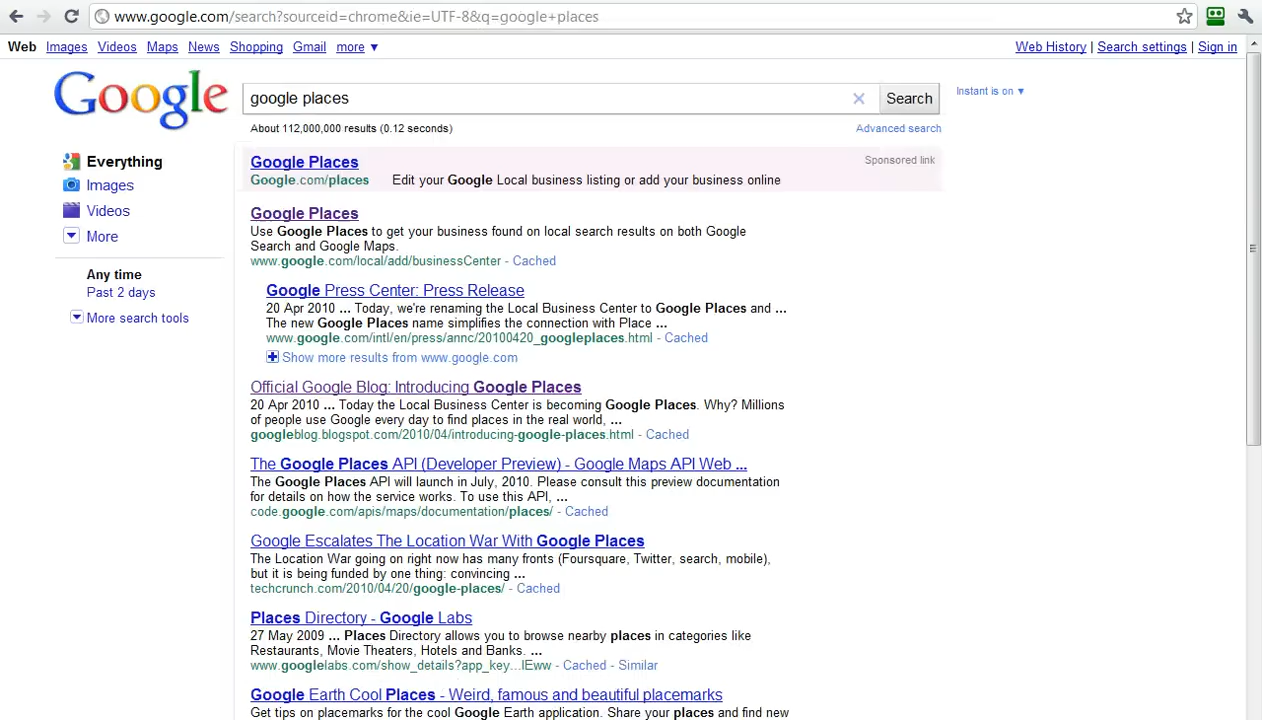 www.google.com/search?sourceid=chrome&ie=UTF-8&q=google+places
Web Images Videos Maps News Shopping Gmail more ▼
Web History | Search settings | Sign in
Google
google places
Search
Instant is on ▼
About 112,000,000 results (0.12 seconds)
Advanced search
Everything
Images
Videos
More
Any time
Past 2 days
More search tools
Google Places
Sponsored link
Google.com/places Edit your Google Local business listing or add your business online
Google Places
Use Google Places to get your business found on local search results on both Google
Search and Google Maps.
www.google.com/local/add/businessCenter - Cached
Google Press Center: Press Release
20 Apr 2010 ... Today, we're renaming the Local Business Center to Google Places and ...
The new Google Places name simplifies the connection with Place ...
www.google.com/intl/en/press/annc/20100420_googleplaces.html - Cached
Show more results from www.google.com
Official Google Blog: Introducing Google Places
20 Apr 2010 ... Today the Local Business Center is becoming Google Places. Why? Millions
of people use Google every day to find places in the real world, ...
googleblog.blogspot.com/2010/04/introducing-google-places.html - Cached
The Google Places API (Developer Preview) - Google Maps API Web ...
The Google Places API will launch in July, 2010. Please consult this preview documentation
for details on how the service works. To use this API, ...
code.google.com/apis/maps/documentation/places/ - Cached
Google Escalates The Location War With Google Places
The Location War going on right now has many fronts (Foursquare, Twitter, search, mobile),
but it is being funded by one thing: convincing ...
techcrunch.com/2010/04/20/google-places/ - Cached
Places Directory - Google Labs
27 May 2009 ... Places Directory allows you to browse nearby places in categories like
Restaurants, Movie Theaters, Hotels and Banks. ...
www.googlelabs.com/show_details?app_key...IEww - Cached - Similar
Google Earth Cool Places - Weird, famous and beautiful placemarks
Get tips on placemarks for the cool Google Earth application. Share your places and find new